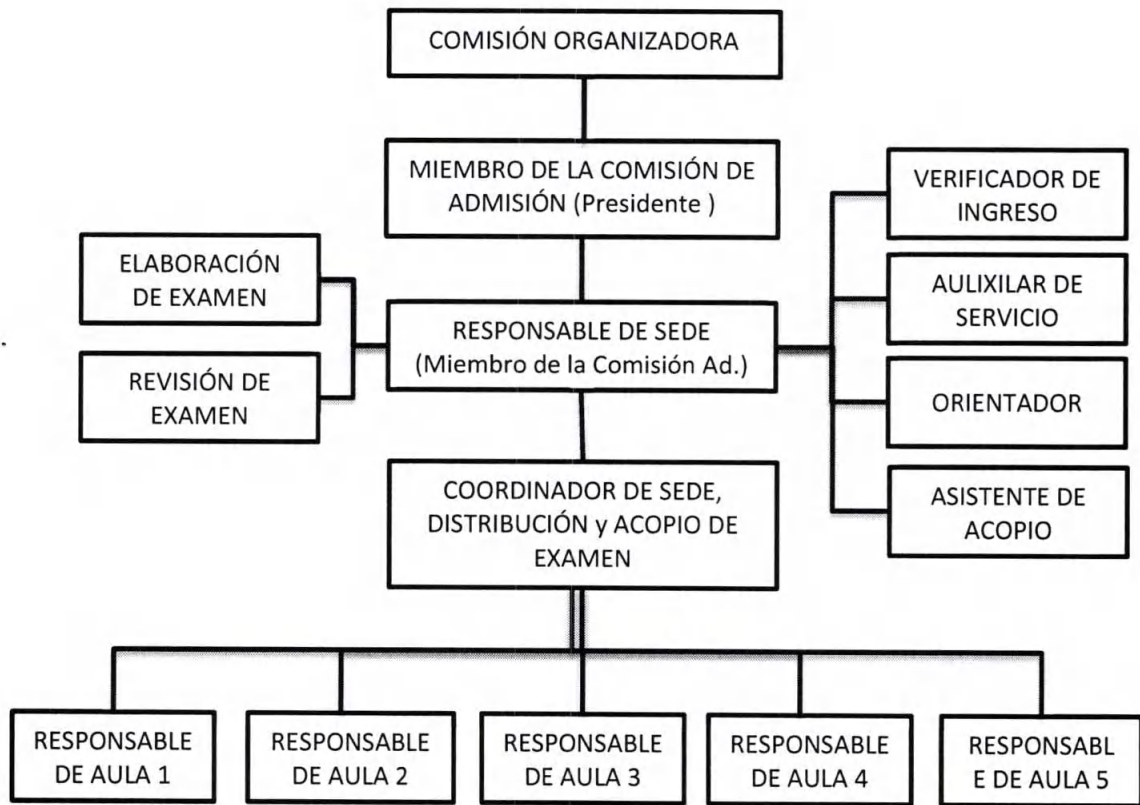 COMISIÓN ORGANIZADORA
MIEMBRO DE LA COMISIÓN DE
ADMISIÓN (Presidente )
ELABORACIÓN
DE EXAMEN
REVISIÓN DE
EXAMEN
RESPONSABLE DE SEDE
(Miembro de la Comisión Ad.)
VERIFICADOR DE
INGRESO
AULIXILAR DE
SERVICIO
ORIENTADOR
ASISTENTE DE
ACOPIO
COORDINADOR DE SEDE,
DISTRIBUCIÓN y ACOPIO DE
EXAMEN
RESPONSABLE
DE AULA 1
RESPONSABLE
DE AULA 2
RESPONSABLE
DE AULA 3
RESPONSABLE
DE AULA 4
RESPONSABL
E DE AULA 5